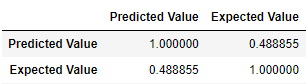 Predicted Value Expected Value
Predicted Value 1.000000 0.488855
Expected Value 0.488855 1.000000